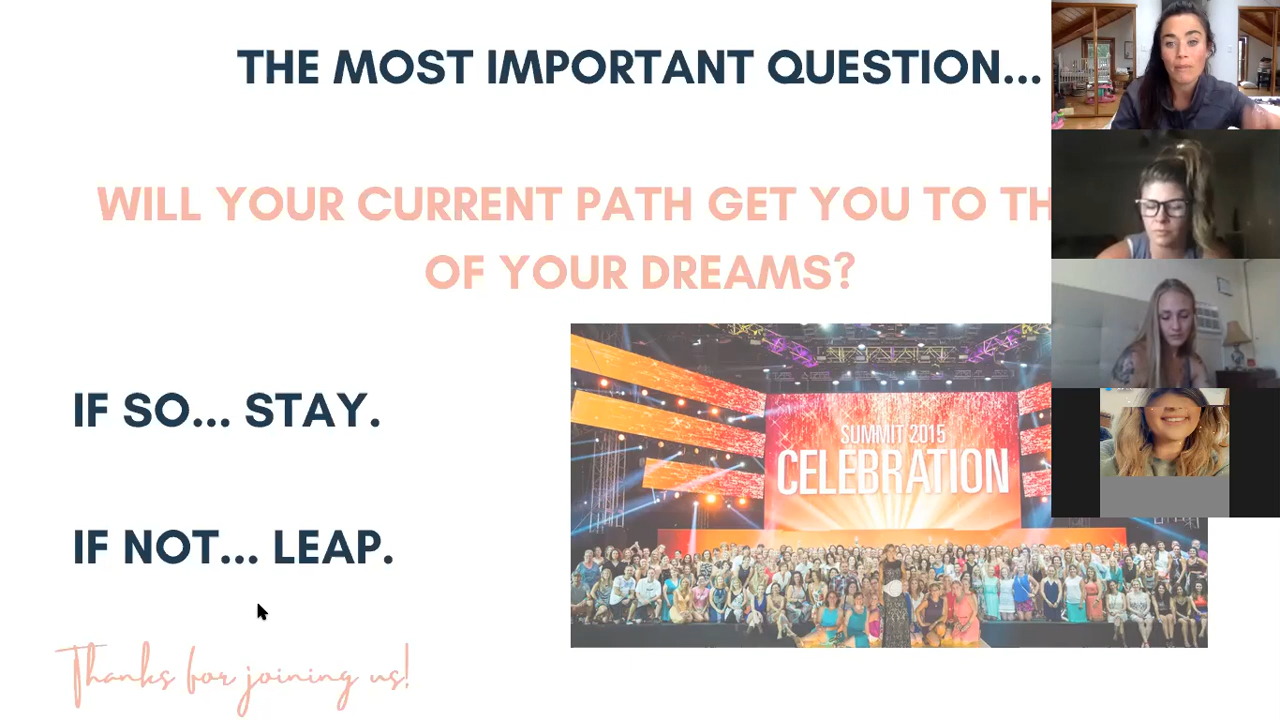 THE MOST IMPORTANT QUESTION...
WILL YOUR CURRENT PATH GET YOU TO
OF YOUR DREAMS?
IF SO... STAY.
SUMMIT 2015
CELEBRATION
IF NOT... LEAP.
Thanks for joining us!